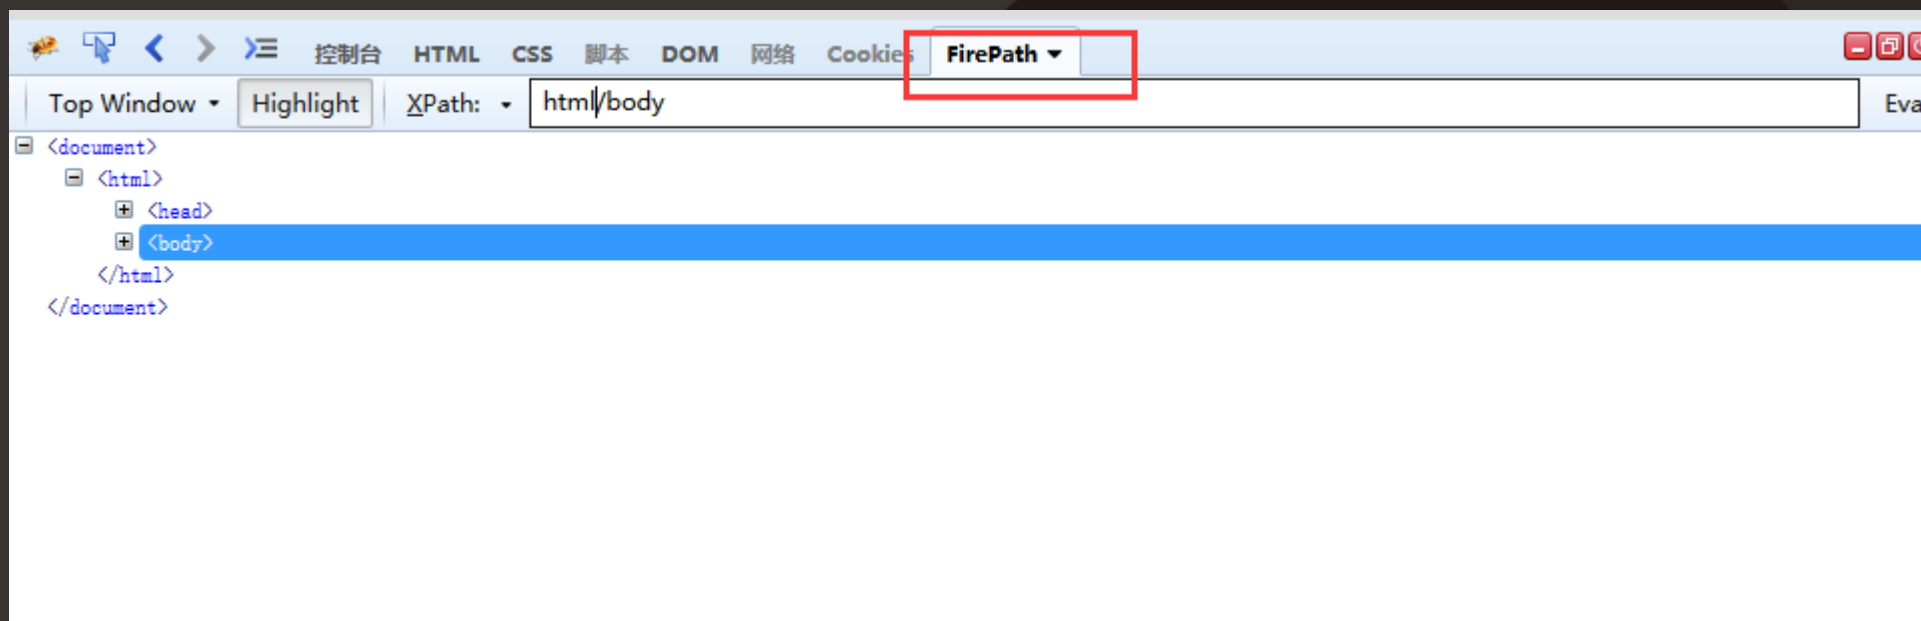 控制台 HTML CSS 脚本 DOM 网络 Cookies FirePath
Top Window Highlight XPath: html/body Eva
<document>
<html>
<head>
<body>
</html>
</document>